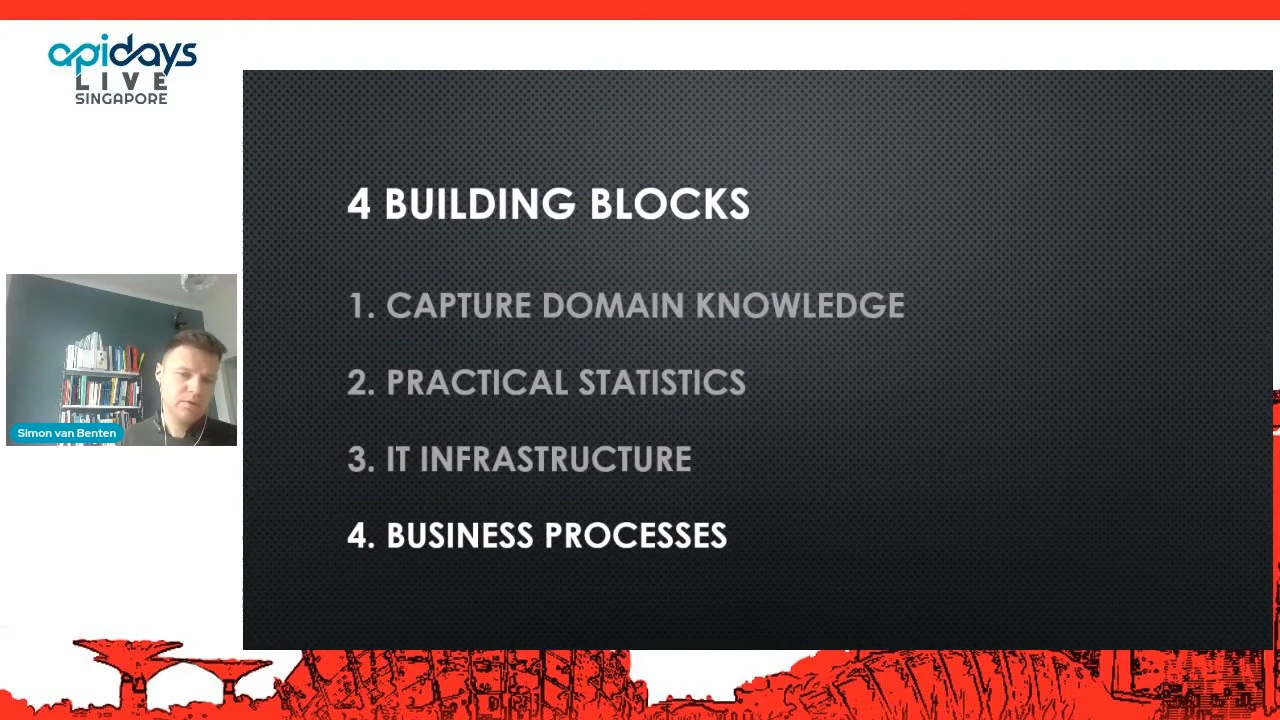 apidays
LIVE
SINGAPORE
4 BUILDING BLOCKS
1. CAPTURE DOMAIN KNOWLEDGE
2. PRACTICAL STATISTICS
3. IT INFRASTRUCTURE
4. BUSINESS PROCESSES
Simon van Benten